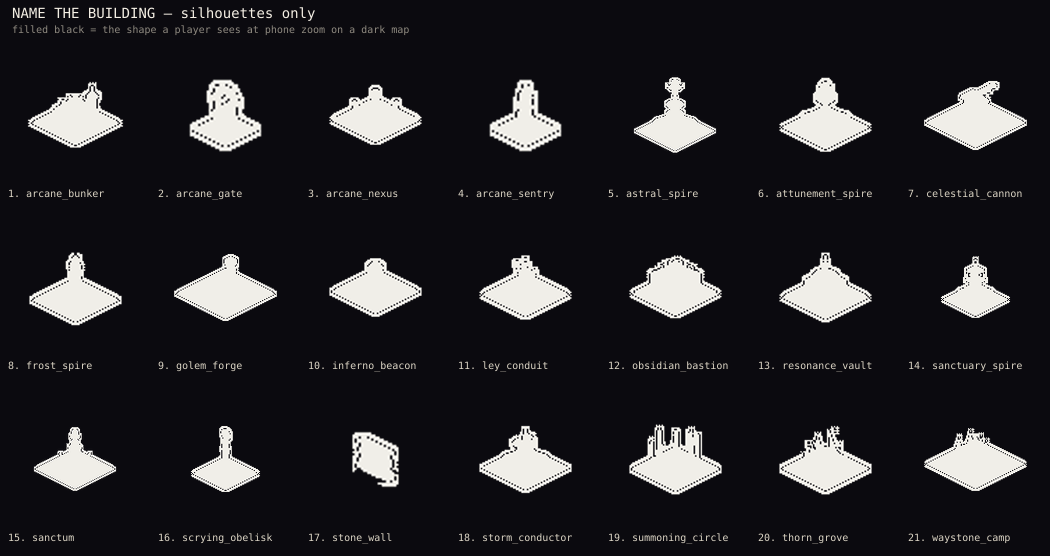 NAME THE BUILDING — silhouettes only
filled black = the shape a player sees at phone zoom on a dark map
1. arcane_bunker
2. arcane_gate
3. arcane_nexus
4. arcane_sentry
5. astral_spire
6. attunement_spire
7. celestial_cannon
8. frost_spire
9. golem_forge
10. inferno_beacon
11. ley_conduit
12. obsidian_bastion
13. resonance_vault
14. sanctuary_spire
15. sanctum
16. scrying_obelisk
17. stone_wall
18. storm_conductor
19. summoning_circle
20. thorn_grove
21. waystone_camp